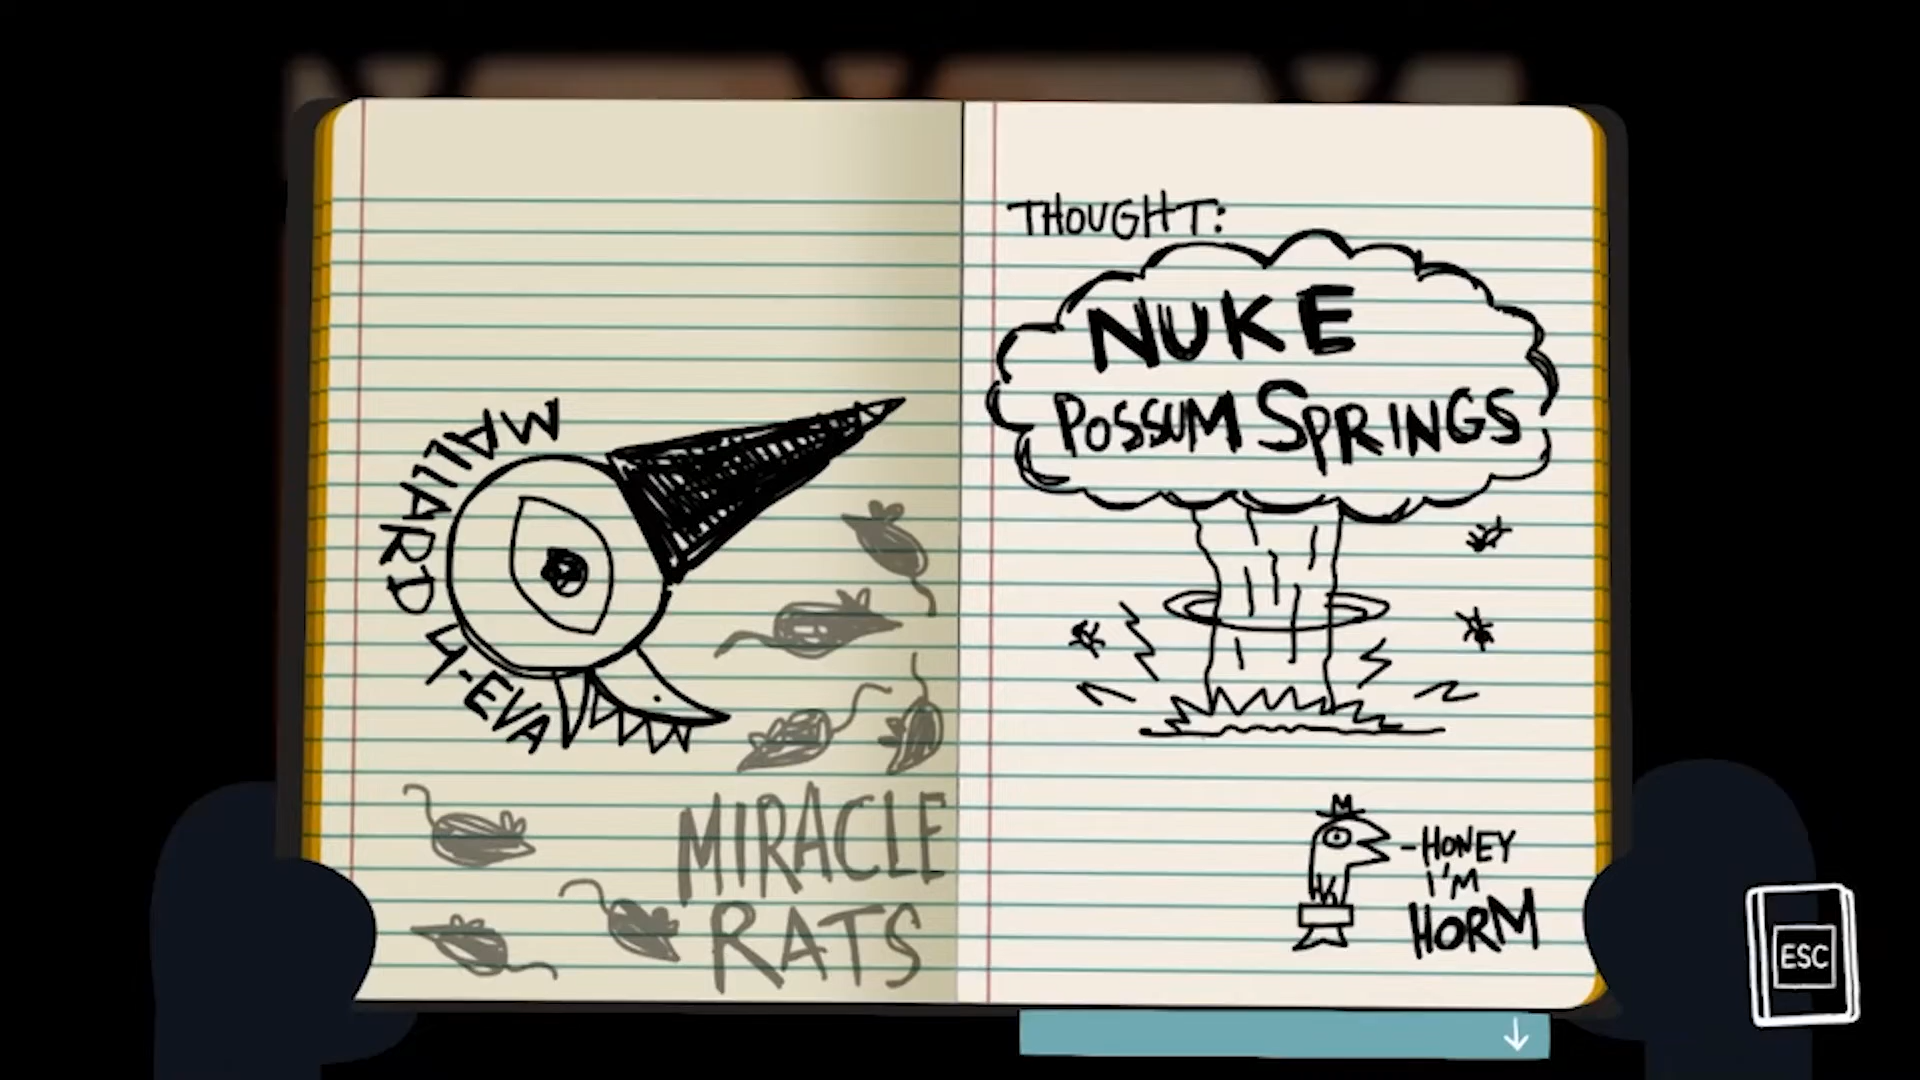 MALLARD 4-EVA
MIRACLE
RATS
THOUGHT:
NUKE
POSSUM SPRINGS
-HONEY
I'M
HORM
ESC